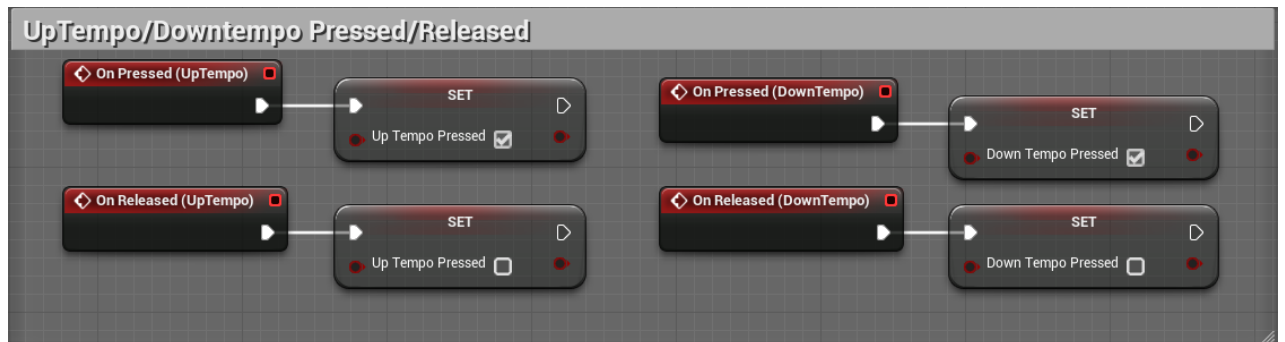 UpTempo/Downtempo Pressed/Released
On Pressed (UpTempo)
SET
Up Tempo Pressed
On Released (UpTempo)
SET
Up Tempo Pressed
On Pressed (DownTempo)
SET
Down Tempo Pressed
On Released (DownTempo)
SET
Down Tempo Pressed